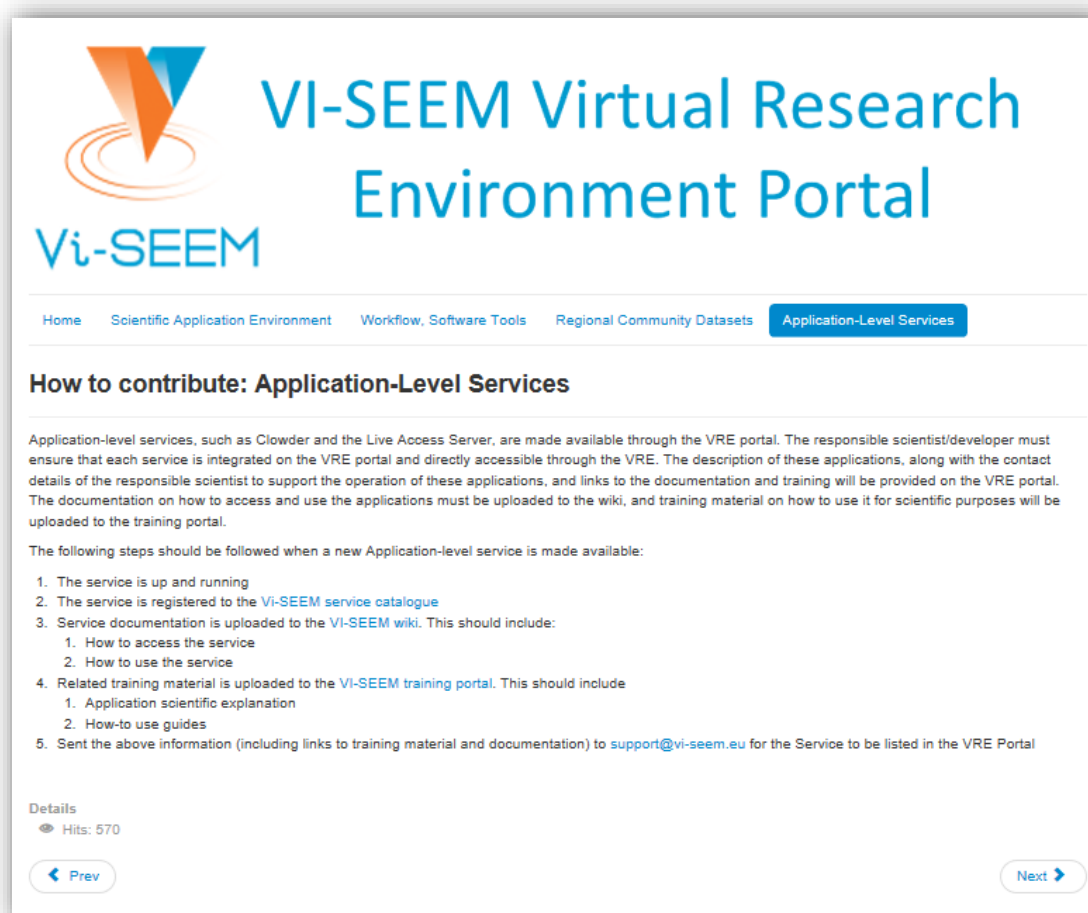 Vi-SEEM
VI-SEEM Virtual Research
Environment Portal
Home Scientific Application Environment Workflow, Software Tools Regional Community Datasets Application-Level Services
How to contribute: Application-Level Services
Application-level services, such as Clowder and the Live Access Server, are made available through the VRE portal. The responsible scientist/developer must
ensure that each service is integrated on the VRE portal and directly accessible through the VRE. The description of these applications, along with the contact
details of the responsible scientist to support the operation of these applications, and links to the documentation and training will be provided on the VRE portal.
The documentation on how to access and use the applications must be uploaded to the wiki, and training material on how to use it for scientific purposes will be
uploaded to the training portal.
The following steps should be followed when a new Application-level service is made available:
1. The service is up and running
2. The service is registered to the Vi-SEEM service catalogue
3. Service documentation is uploaded to the VI-SEEM wiki. This should include:
1. How to access the service
2. How to use the service
4. Related training material is uploaded to the VI-SEEM training portal. This should include
1. Application scientific explanation
2. How-to use guides
5. Sent the above information (including links to training material and documentation) to support@vi-seem.eu for the Service to be listed in the VRE Portal
Details
Hits: 570
Prev
Next